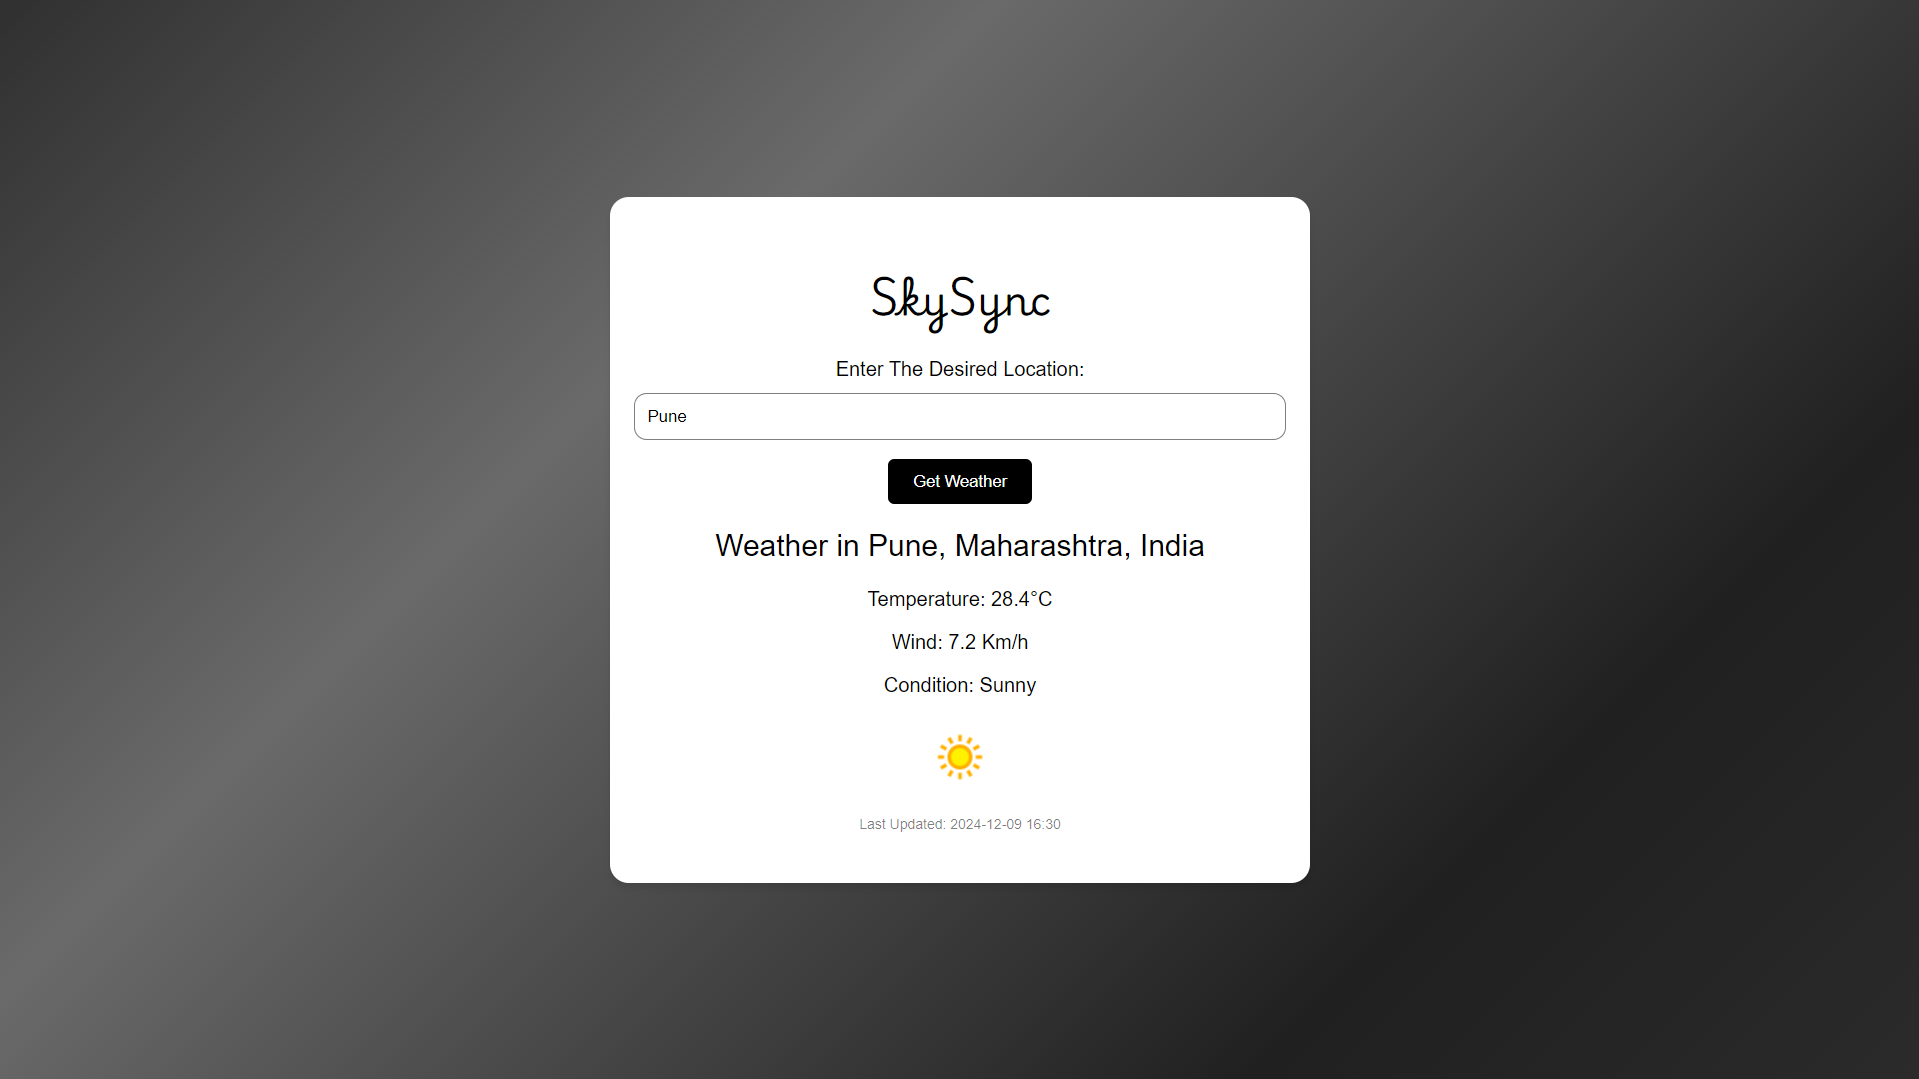 SkySync
Enter The Desired Location:
Pune
Get Weather
Weather in Pune, Maharashtra, India
Temperature: 28.4°C
Wind: 7.2 Km/h
Condition: Sunny
Last Updated: 2024-12-09 16:30